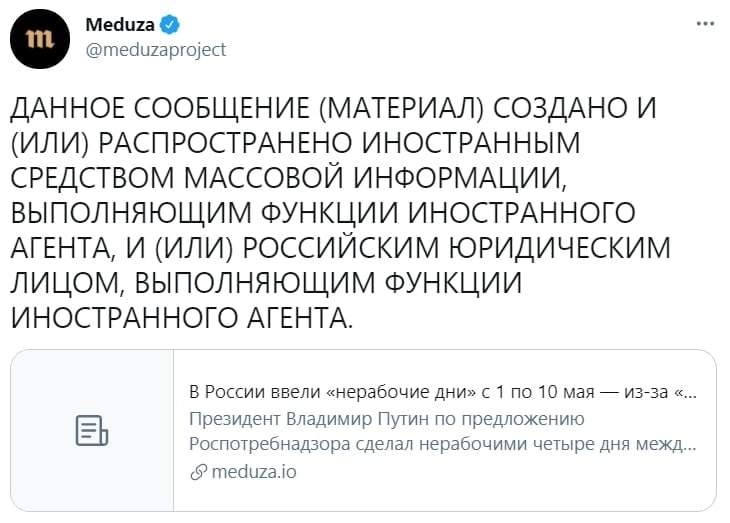 m
Meduza
@meduzaproject
ДАННОЕ СООБЩЕНИЕ (МАТЕРИАЛ) СОЗДАНО И
(ИЛИ) РАСПРОСТРАНЕНО ИНОСТРАННЫМ
СРЕДСТВОМ МАССОВОЙ ИНФОРМАЦИИ,
ВЫПОЛНЯЮЩИМ ФУНКЦИИ ИНОСТРАННОГО
АГЕНТА, И (ИЛИ) РОССИЙСКИМ ЮРИДИЧЕСКИМ
ЛИЦОМ, ВЫПОЛНЯЮЩИМ ФУНКЦИИ
ИНОСТРАННОГО АГЕНТА.
В России ввели «нерабочие дни» с 1 по 10 мая — из-за «...
Президент Владимир Путин по предложению
Роспотребнадзора сделал нерабочими четыре дня межд...
meduza.io